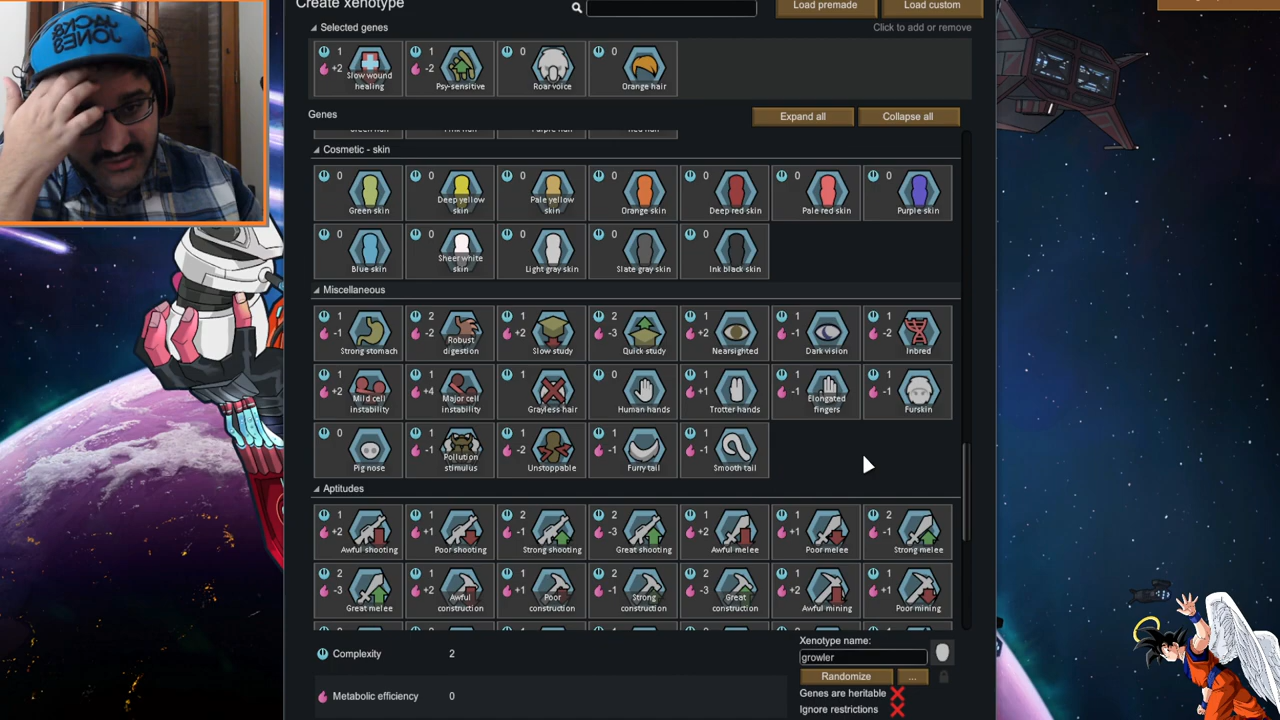 JACKS
JONES
Create xenotype
Load premade
Load custom
Selected genes
Click to add or remove
1
+2
Slow wound
healing
1
-2
Psy-sensitive
0
Roar voice
0
Orange hair
Genes
Expand all
Collapse all
Cosmetic - skin
0
Green skin
0
Deep yellow
skin
0
Pale yellow
skin
0
Orange skin
0
Deep red skin
0
Pale red skin
0
Purple skin
0
Blue skin
0
Sheer white
skin
0
Light gray skin
0
Slate gray skin
0
Ink black skin
Miscellaneous
1
-1
Strong stomach
2
-2
Robust
digestion
1
+2
Slow study
2
-3
Quick study
1
+2
Nearsighted
1
-1
Dark vision
1
-2
Inbred
1
+2
Mild cell
instability
1
+4
Major cell
instability
1
Grayless hair
0
Human hands
1
+1
Trotter hands
1
-1
Elongated
fingers
1
-1
Furskin
0
Pig nose
1
-1
Pollution
stimulus
1
-2
Unstoppable
1
-1
Furry tail
1
-1
Smooth tail
Aptitudes
1
+2
Awful shooting
1
+1
Poor shooting
2
-1
Strong shooting
2
-3
Great shooting
1
+2
Awful melee
1
+1
Poor melee
2
-1
Strong melee
2
-3
Great melee
1
+2
Awful
construction
1
+1
Poor
construction
2
-1
Strong
construction
2
-3
Great
construction
1
+2
Awful mining
1
+1
Poor mining
Complexity 2
Metabolic efficiency 0
Xenotype name:
growler
Randomize
...
Genes are heritable
Ignore restrictions